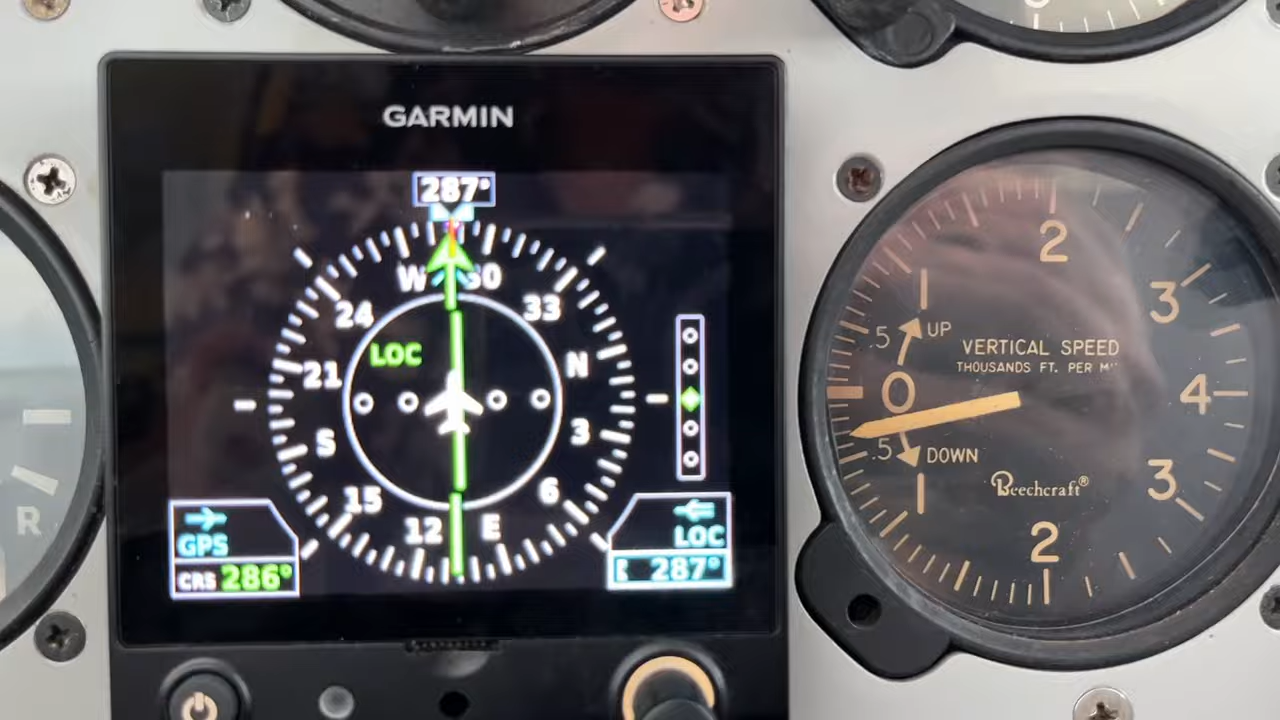 GARMIN
287°
W
30
24
33
LOC
21
N
S
3
15
6
12
E
GPS
CRS 286°
LOC
287°
R
2
3
.5 UP
VERTICAL SPEED
THOUSANDS FT. PER
0
4
.5 DOWN
Beechcraft®
3
2